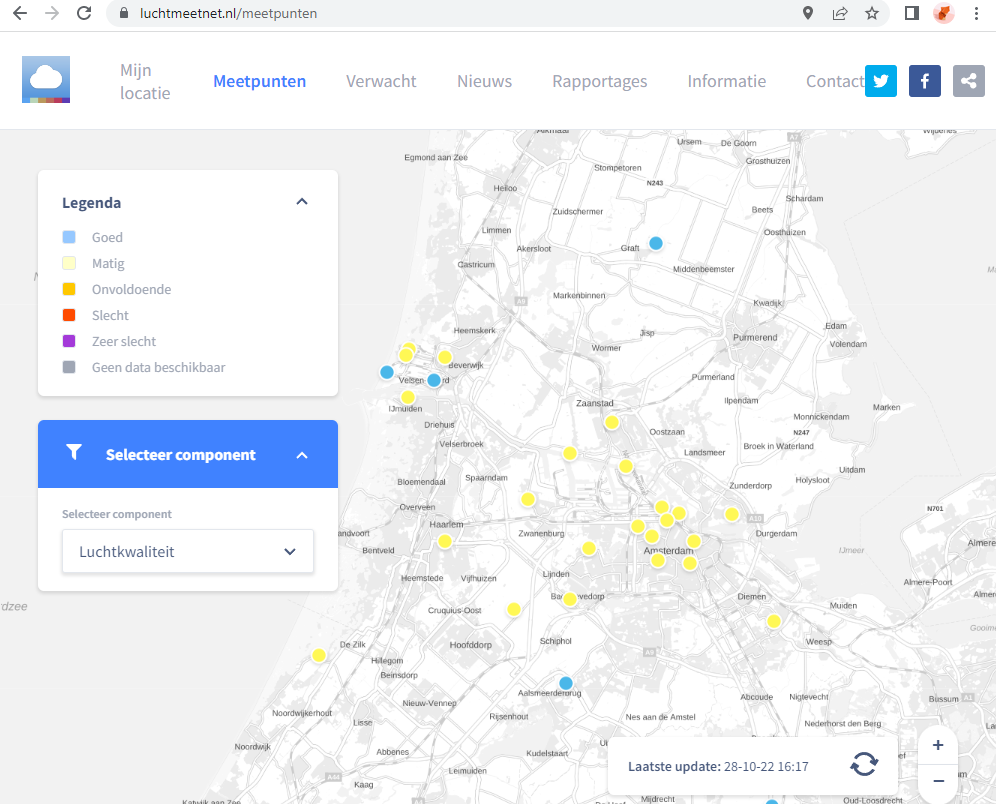 luchtmeetnet.nl/meetpunten
Mijn locatie
Meetpunten
Verwacht
Nieuws
Rapportages
Informatie
Contact
Legenda
Goed
Matig
Onvoldoende
Slecht
Zeer slecht
Geen data beschikbaar
Selecteer component
Selecteer component
Luchtkwaliteit
Alkmaar
Ursem
De Goorn
A7
Egmond aan Zee
Grosthuizen
Stompetoren
N243
Heiloo
Schardam
Zuidschermer
Beets
Limmen
Oosthuizen
Akersloot
Graft
Castricum
Middenbeemster
Markenbinnen
A9
Kwadijk
Heemskerk
Jisp
Edam
Purmerend
Volendam
Wormer
Beverwijk
Purmerland
IJmuiden
Zaanstad
Ilpendam
Marken
Monnickendam
Driehuis
Oostzaan
N247
Velserbroek
Landsmeer
Broek in Waterland
Uitdam
Spaarndam
Holysloot
Bloemendaal
Zunderdorp
Overveen
N701
A10
Haarlem
Zwanenburg
Durgerdam
Bentveld
Amsterdam
IJmeer
Lijnden
Heemstede
Vijfhuizen
Almere-Poort
Diemen
Muiden
Cruquius-Oost
Schiphol
Weesp
De Zilk
Hoofddorp
A9
Hillegom
Beinsdorp
Aalsmeerderbrug
Abcoude
Nigtevecht
Bussum
A1
Nieuw-Vennep
Noordwijkerhout
Rijsenhout
Nes aan de Amstel
Lisse
Nederhorst den Berg
Noordwijk
Abbenes
Kudelstaart
Leimuiden
A44
Kaag
Mijdrecht
Oud-Loosdrecht
Katwijk aan Zee
Laatste update: 28-10-22 16:17
+
−